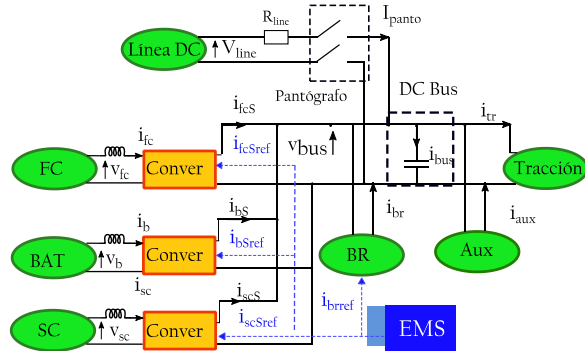 R_line
I_panto
Línea DC
V_line
DC Bus
Pantógrafo
i_fcS
i_tr
v_bus
i_fc
i_fcSref
i_bus
FC
v_fc
Conver
Tracción
i_bS
i_br
i_aux
i_b
i_bSref
BAT
v_b
Conver
BR
Aux
i_sc
i_scS
i_brref
i_scSref
SC
v_sc
Conver
EMS